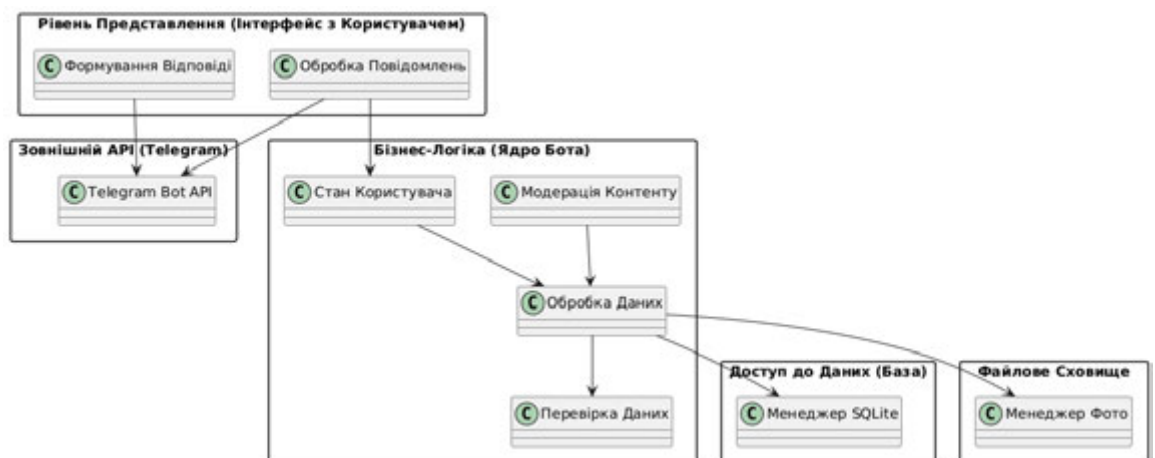 Рівень Представлення (Інтерфейс з Користувачем)
C Формування Відповіді
C Обробка Повідомлень
Зовнішній API (Telegram)
C Telegram Bot API
Бізнес-Логіка (Ядро Бота)
C Стан Користувача
C Модерація Контенту
C Обробка Даних
C Перевірка Даних
Доступ до Даних (База)
C Менеджер SQLite
Файлове Сховище
C Менеджер Фото